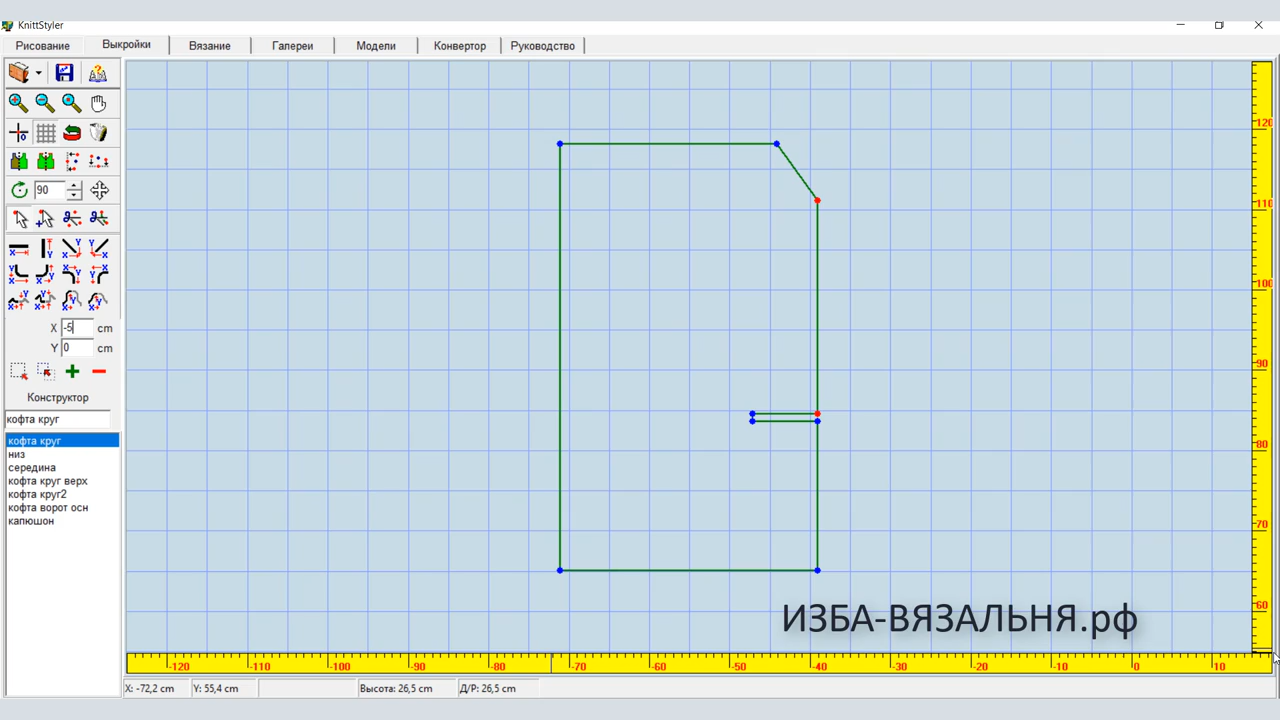 KnittStyler
Рисование Выкройки Вязание Галереи Модели Конвертор Руководство
90
X -5 cm
Y 0 cm
Конструктор
кофта круг
кофта круг
низ
середина
кофта круг верх
кофта круг2
кофта ворот осн
капюшон
120
110
100
90
80
70
60
ИЗБА-ВЯЗАЛЬНЯ.рф
-120 -110 -100 -90 -80 -70 -60 -50 -40 -30 -20 -10 0 10
X: -72,2 cm Y: 55,4 cm Высота: 26,5 cm Д/Р: 26,5 cm